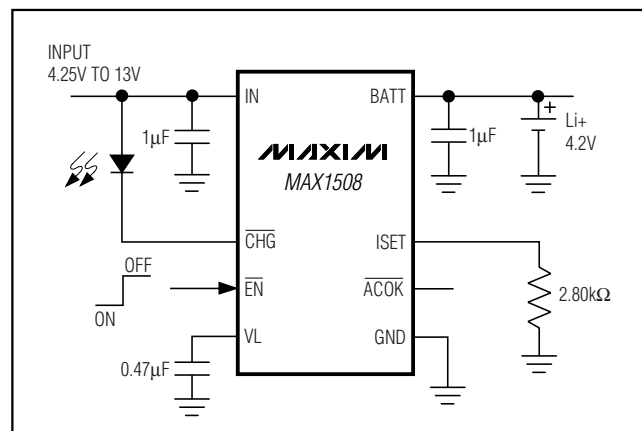 INPUT
4.25V TO 13V
IN
BATT
1µF
1µF
Li+
4.2V
+
MAXIM
MAX1508
CHG
ISET
OFF
ON
EN
ACOK
2.80kΩ
VL
GND
0.47µF